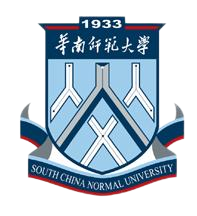 1933
华南师范大学
SOUTH CHINA NORMAL UNIVERSITY